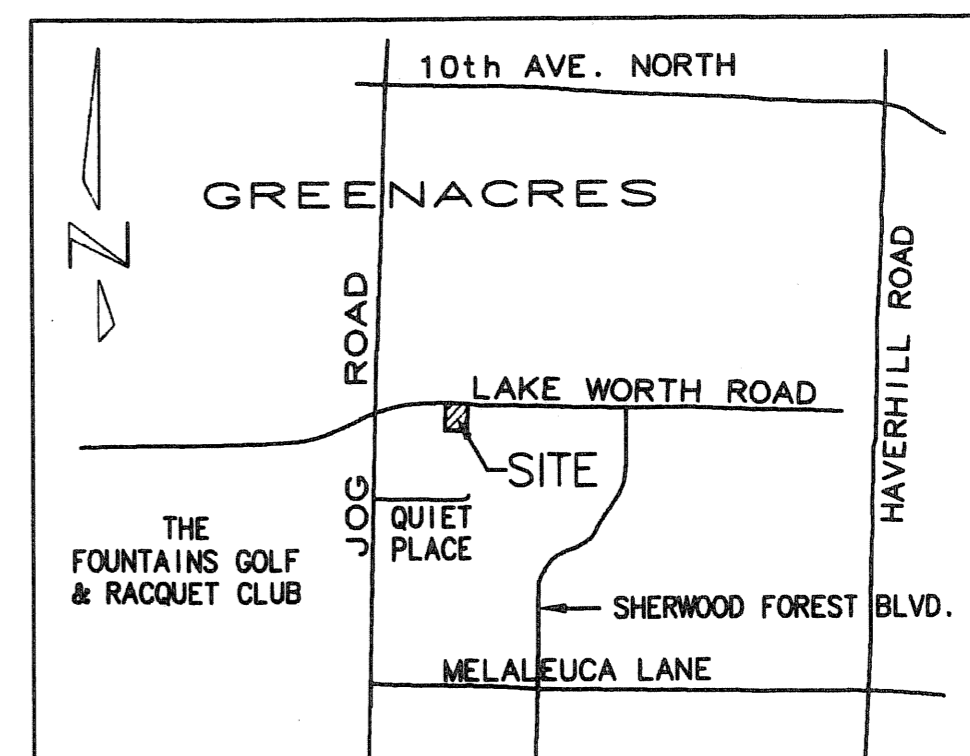 10th AVE. NORTH
GREENACRES
N
JOG ROAD
HAVERHILL ROAD
LAKE WORTH ROAD
SITE
QUIET
PLACE
THE
FOUNTAINS GOLF
& RACQUET CLUB
SHERWOOD FOREST BLVD.
MELALEUCA LANE